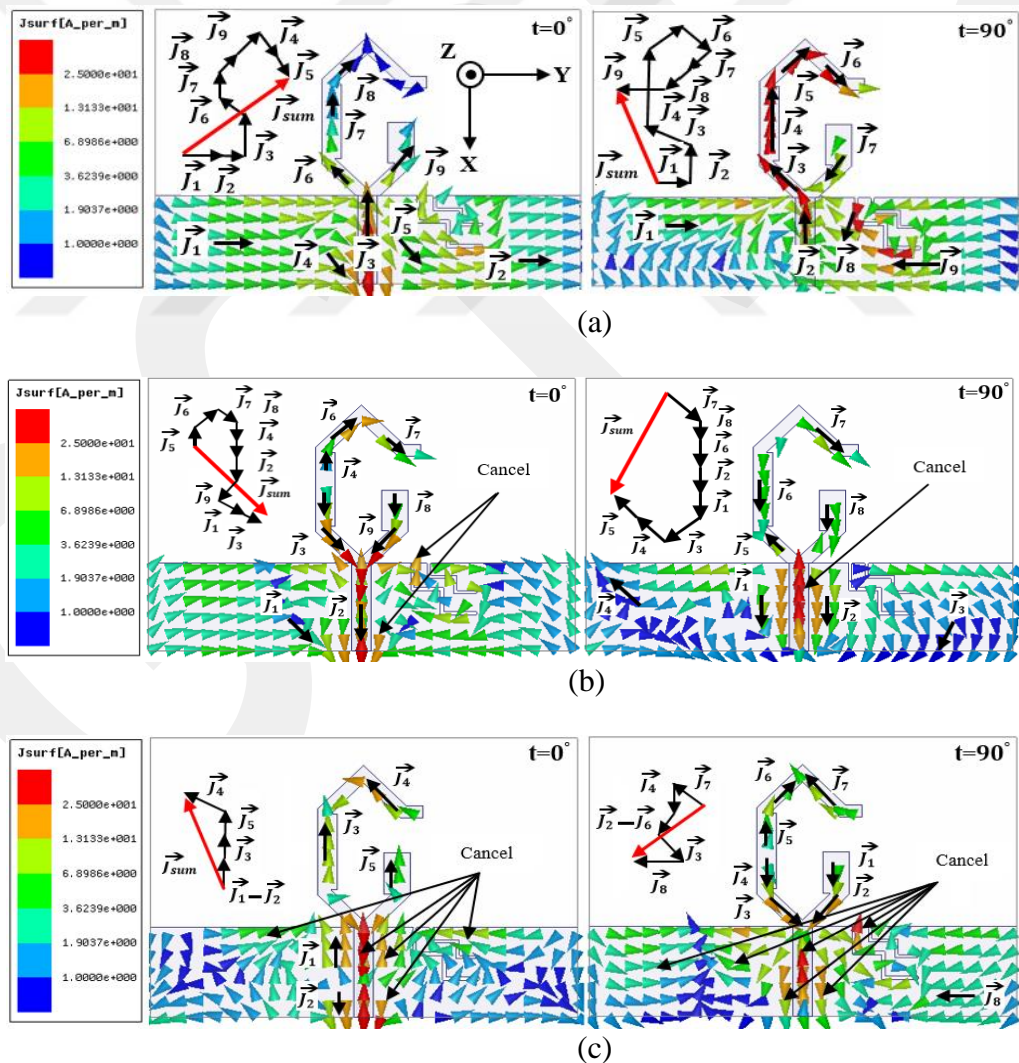 Jsurf[A_per_m]
2.5000e+001
1.3133e+001
6.8986e+000
3.6239e+000
1.9037e+000
1.0000e+000
t=0°
J9 J4
J8 J5
J7
J6 Jsum
J3
J1 J2
Z
Y
X
J8
J7
J6 J9
J1 J4 J3 J5 J2
t=90°
J5 J6
J9 J7
J8
J4 J3
Jsum J1 J2
J6
J5
J4
J3 J7
J1 J2 J8 J9
(a)
Jsurf[A_per_m]
2.5000e+001
1.3133e+001
6.8986e+000
3.6239e+000
1.9037e+000
1.0000e+000
t=0°
J6 J7 J8
J5 J4
J2
J9 Jsum
J1
J3
J6
J7
J4
J8
J3 J9
J1 J2
Cancel
t=90°
J7
Jsum J8
J6
J2
J5 J1
J4 J3
J7
J6 J8
J5
J4 J1 J2 J3
Cancel
(b)
Jsurf[A_per_m]
2.5000e+001
1.3133e+001
6.8986e+000
3.6239e+000
1.9037e+000
1.0000e+000
t=0°
J4
J5
J3
Jsum J1−J2
J4
J3
J5
J1
J2
Cancel
t=90°
J4 J7
J2−J6
J3
J8
J6 J7
J5
J4 J1
J3 J2
J8
Cancel
(c)